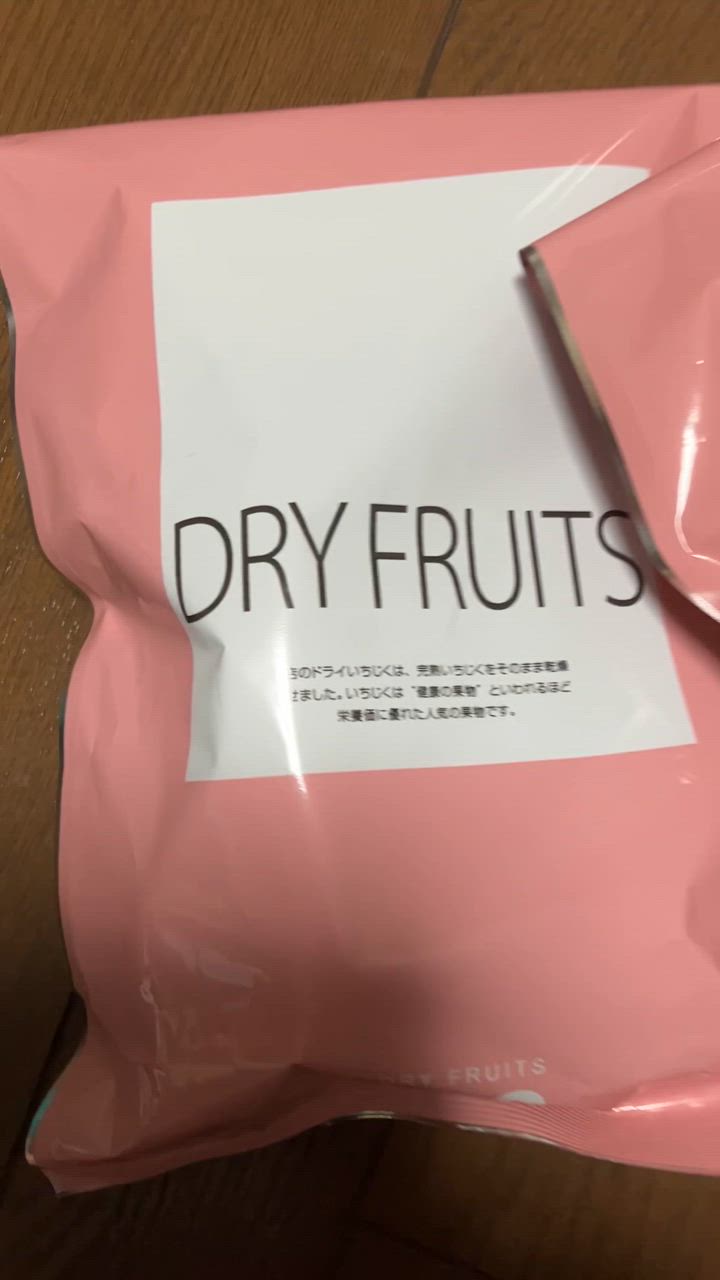 DRY FRUITS
のドライいちじくは、完熟いちじくをそのまま乾燥
ました。いちじくは“健康の果物”といわれるほど
栄養価に優れた人気の果物です。
DRY FRUITS